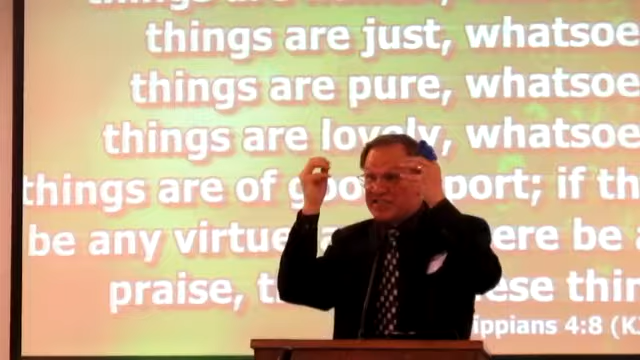 things are just, whatsoe
things are pure, whatsoe
things are lovely, whatsoe
things are of goo port; if th
be any virtue ere be a
praise, t ese thin
ippians 4:8 (K